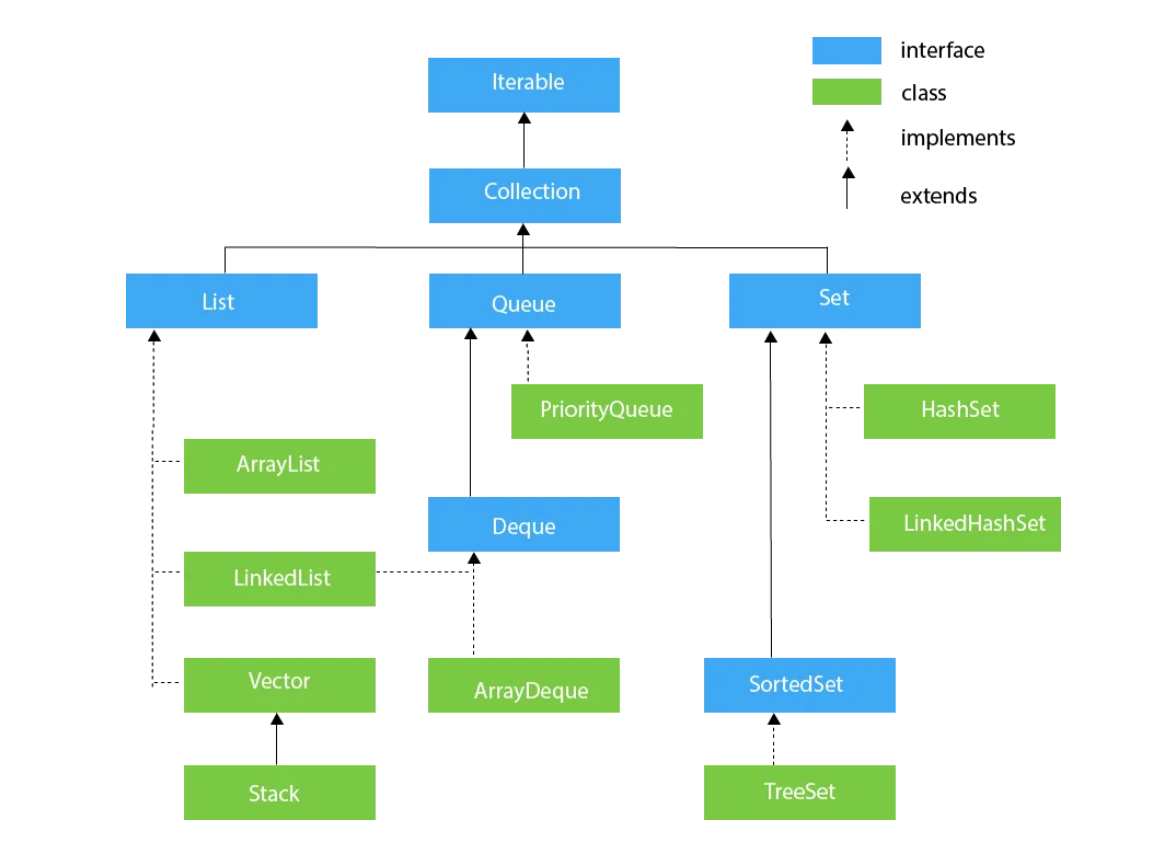 Iterable
interface
class
implements
extends
Collection
List
Queue
Set
PriorityQueue
HashSet
ArrayList
Deque
LinkedHashSet
LinkedList
Vector
ArrayDeque
SortedSet
Stack
TreeSet